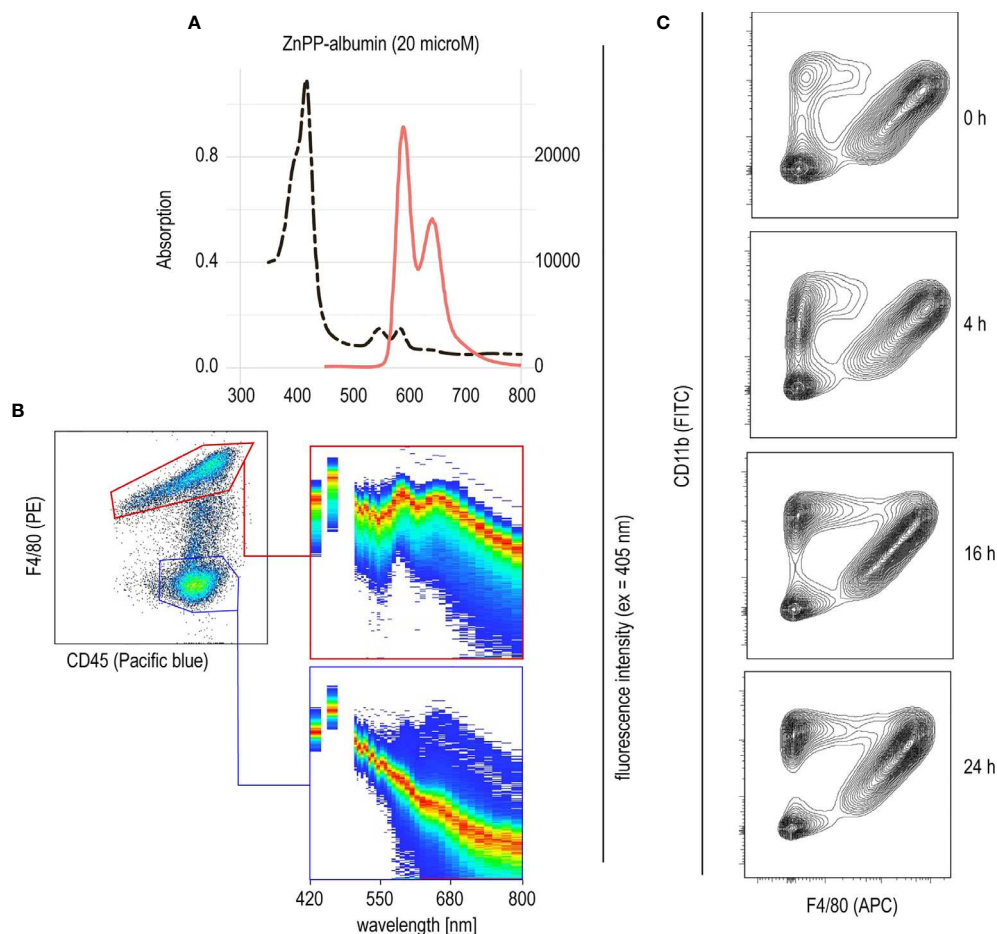 A
ZnPP-albumin (20 microM)
Absorption
0.8
0.4
0.0
20000
10000
0
300 400 500 600 700 800
fluorescence intensity (ex = 405 nm)
B
F4/80 (PE)
CD45 (Pacific blue)
420 550 680 800
wavelength [nm]
C
CD11b (FITC)
0 h
4 h
16 h
24 h
F4/80 (APC)